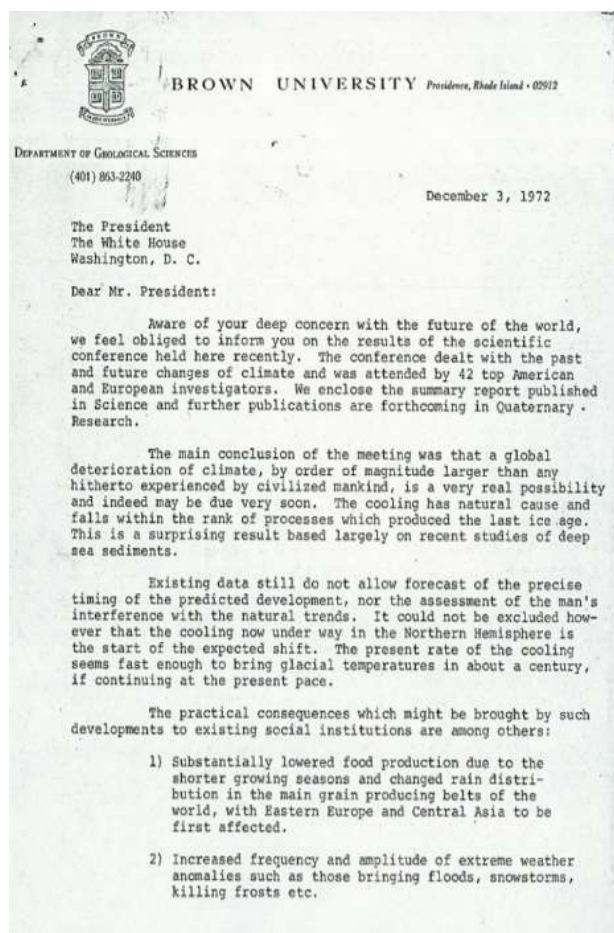 BROWN UNIVERSITY Providence, Rhode Island • 02912
DEPARTMENT OF GEOLOGICAL SCIENCES
(401) 863-2240
December 3, 1972
The President
The White House
Washington, D. C.
Dear Mr. President:
Aware of your deep concern with the future of the world,
we feel obliged to inform you on the results of the scientific
conference held here recently. The conference dealt with the past
and future changes of climate and was attended by 42 top American
and European investigators. We enclose the summary report published
in Science and further publications are forthcoming in Quaternary
Research.
The main conclusion of the meeting was that a global
deterioration of climate, by order of magnitude larger than any
hitherto experienced by civilized mankind, is a very real possibility
and indeed may be due very soon. The cooling has natural cause and
falls within the rank of processes which produced the last ice age.
This is a surprising result based largely on recent studies of deep
sea sediments.
Existing data still do not allow forecast of the precise
timing of the predicted development, nor the assessment of the man's
interference with the natural trends. It could not be excluded how-
ever that the cooling now under way in the Northern Hemisphere is
the start of the expected shift. The present rate of the cooling
seems fast enough to bring glacial temperatures in about a century,
if continuing at the present pace.
The practical consequences which might be brought by such
developments to existing social institutions are among others:
1) Substantially lowered food production due to the
shorter growing seasons and changed rain distri-
bution in the main grain producing belts of the
world, with Eastern Europe and Central Asia to be
first affected.
2) Increased frequency and amplitude of extreme weather
anomalies such as those bringing floods, snowstorms,
killing frosts etc.